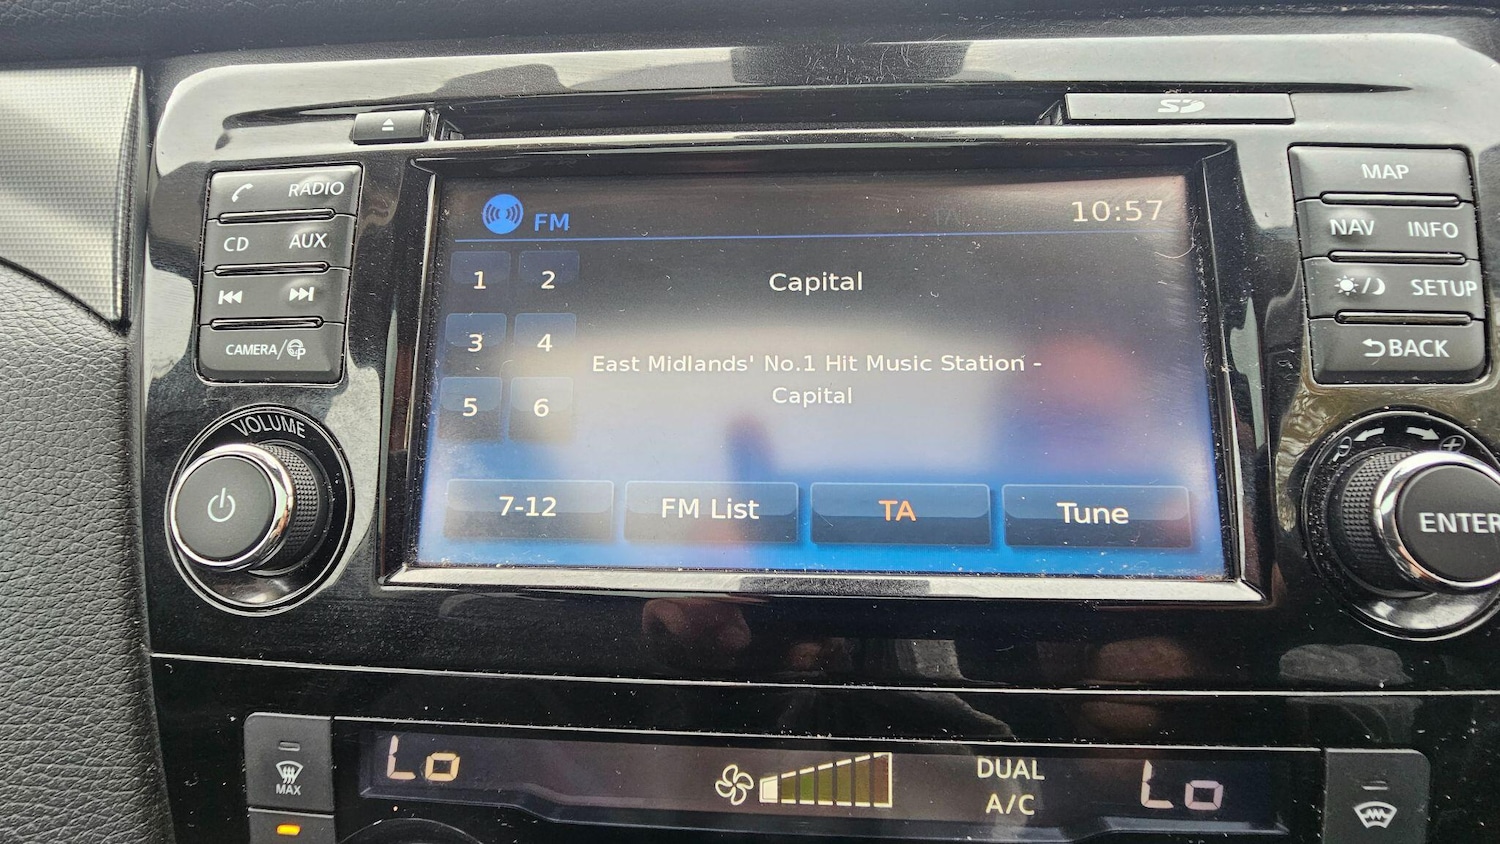 SD
RADIO
CD AUX
CAMERA/
VOLUME
FM
TA
10:57
1 2
3 4
5 6
Capital
East Midlands' No.1 Hit Music Station -
Capital
7-12 FM List TA Tune
MAP
NAV INFO
SETUP
BACK
ENTER
MAX
Lo
DUAL
A/C
Lo